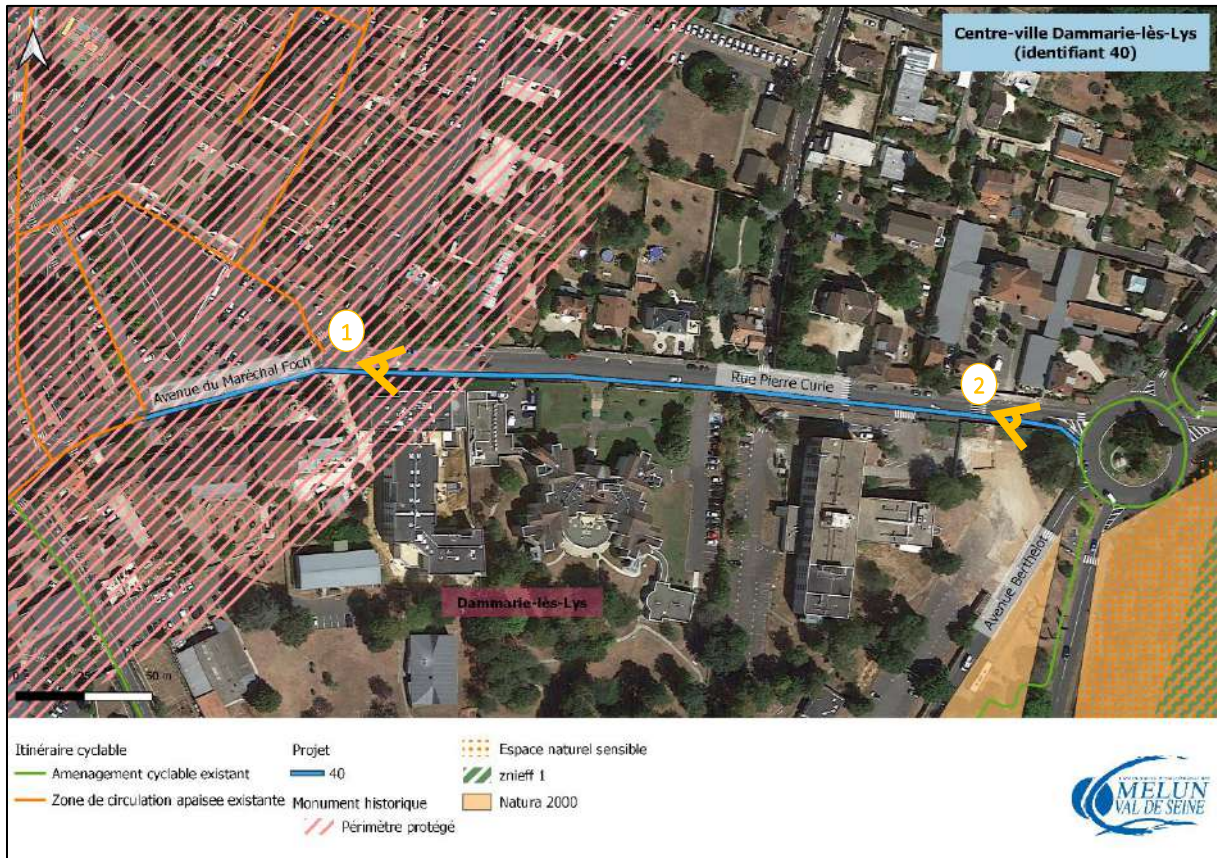 Centre-ville Dammarie-lès-Lys
(identifiant 40)
N
1
Avenue du Maréchal Foch
Rue Pierre Curie
2
Avenue Berthelot
Dammarie-lès-Lys
50 m
Itinéraire cyclable
Amenagement cyclable existant
Zone de circulation apaisee existante
Projet
40
Monument historique
Périmètre protégé
Espace naturel sensible
znieff 1
Natura 2000
MELUN
VAL DE SEINE